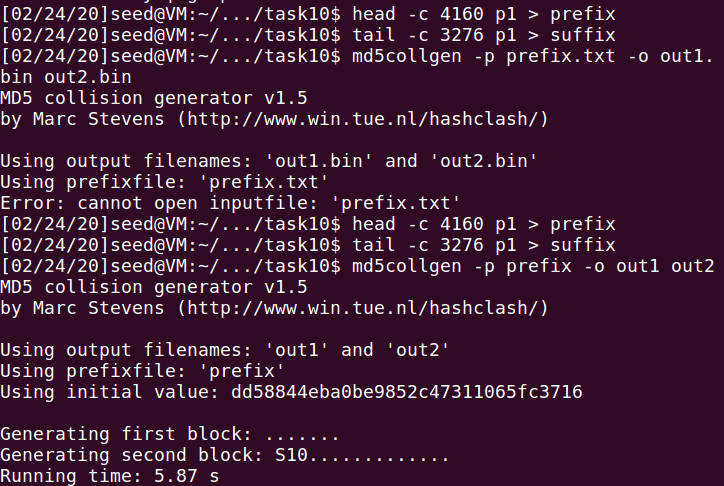 [02/24/20]seed@VM:~/.../task10$ head -c 4160 p1 > prefix
[02/24/20]seed@VM:~/.../task10$ tail -c 3276 p1 > suffix
[02/24/20]seed@VM:~/.../task10$ md5collgen -p prefix.txt -o out1.
bin out2.bin
MD5 collision generator v1.5
by Marc Stevens (http://www.win.tue.nl/hashclash/)

Using output filenames: 'out1.bin' and 'out2.bin'
Using prefixfile: 'prefix.txt'
Error: cannot open inputfile: 'prefix.txt'
[02/24/20]seed@VM:~/.../task10$ head -c 4160 p1 > prefix
[02/24/20]seed@VM:~/.../task10$ tail -c 3276 p1 > suffix
[02/24/20]seed@VM:~/.../task10$ md5collgen -p prefix -o out1 out2
MD5 collision generator v1.5
by Marc Stevens (http://www.win.tue.nl/hashclash/)

Using output filenames: 'out1' and 'out2'
Using prefixfile: 'prefix'
Using initial value: dd58844eba0be9852c47311065fc3716

Generating first block: .......
Generating second block: S10.............
Running time: 5.87 s